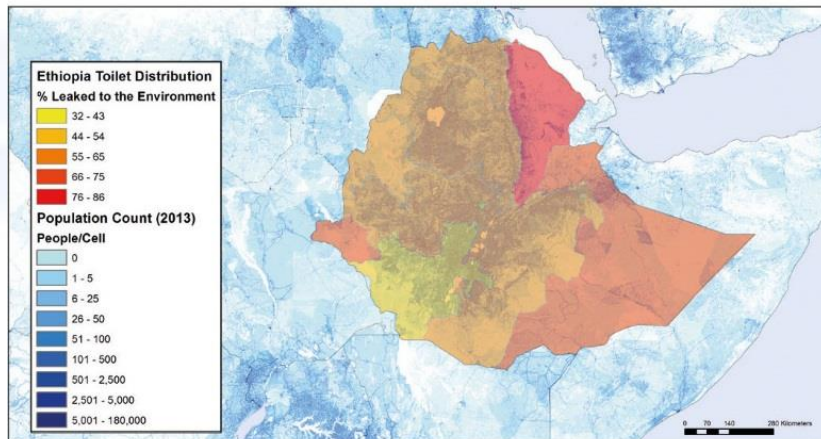 Ethiopia Toilet Distribution
% Leaked to the Environment
32 - 43
44 - 54
55 - 65
66 - 75
76 - 86
Population Count (2013)
People/Cell
0
1 - 5
6 - 25
26 - 50
51 - 100
101 - 500
501 - 2,500
2,501 - 5,000
5,001 - 180,000
0 70 140 280 Kilometers